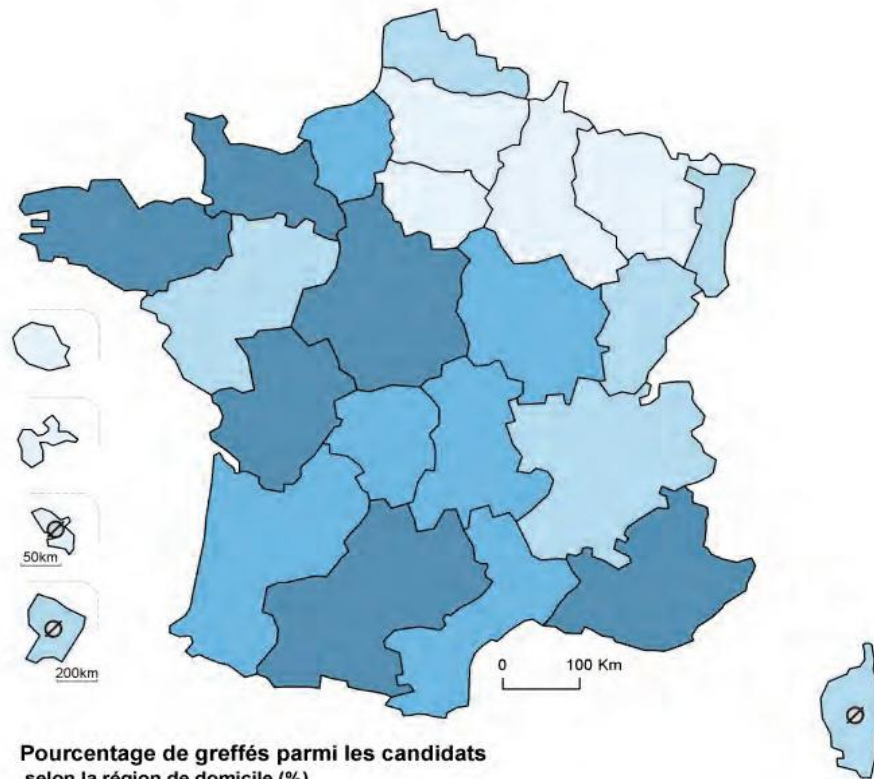 50km
200km
0 100 Km
Pourcentage de greffés parmi les candidats
selon la région de domicile (%)